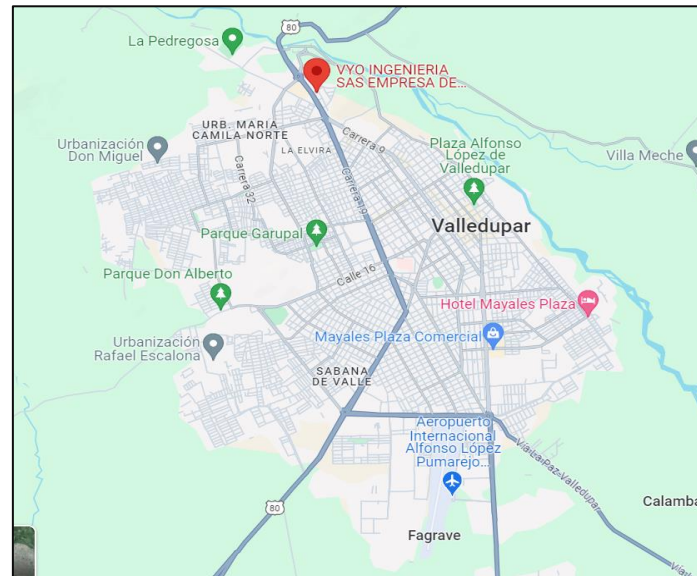 80
La Pedregosa
VYO INGENIERIA
SAS EMPRESA DE...
URB. MARIA
CAMILA NORTE
Carrera 9
Plaza Alfonso
López de
Valledupar
Urbanización
Don Miguel
LA ELVIRA
Villa Meche
Carrera 32
Carrera 19
Valledupar
Parque Garupal
Calle 16
Parque Don Alberto
Hotel Mayales Plaza
Mayales Plaza Comercial
Urbanización
Rafael Escalona
SABANA
DE VALLE
Aeropuerto
Internacional
Alfonso López
Pumarejo...
Vía La Paz-Valledupar
80
Calamba
Fagrave